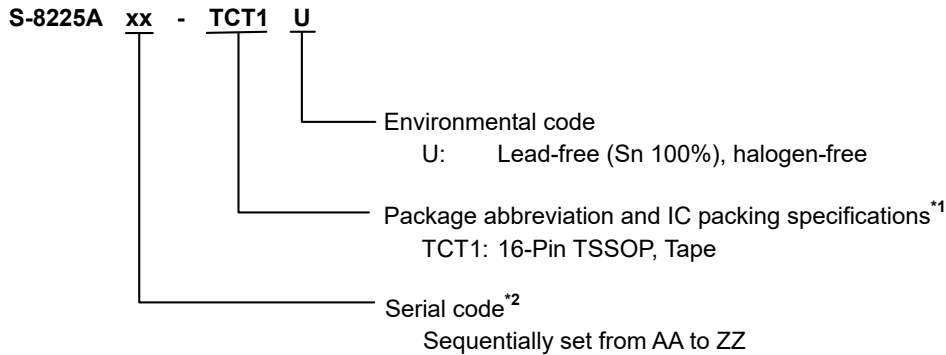 S-8225A xx - TCT1 U
Environmental code
U: Lead-free (Sn 100%), halogen-free
Package abbreviation and IC packing specifications*1
TCT1: 16-Pin TSSOP, Tape
Serial code*2
Sequentially set from AA to ZZ